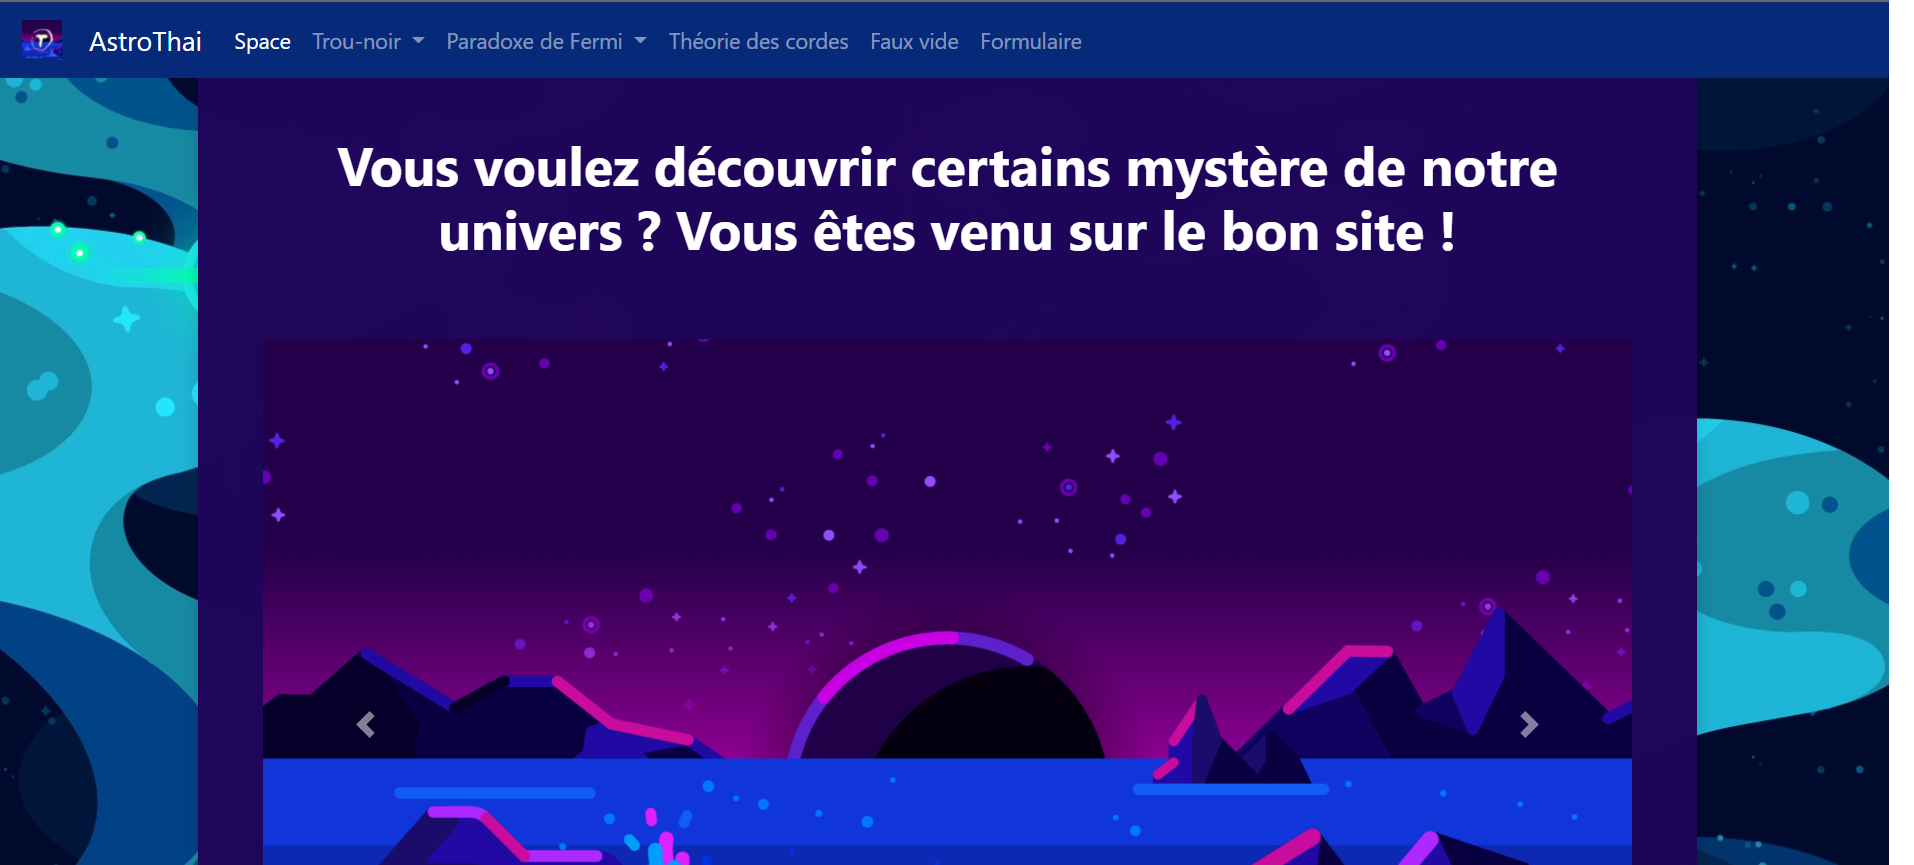 T
AstroThai Space Trou-noir Paradoxe de Fermi Théorie des cordes Faux vide Formulaire
Vous voulez découvrir certains mystère de notre
univers ? Vous êtes venu sur le bon site !